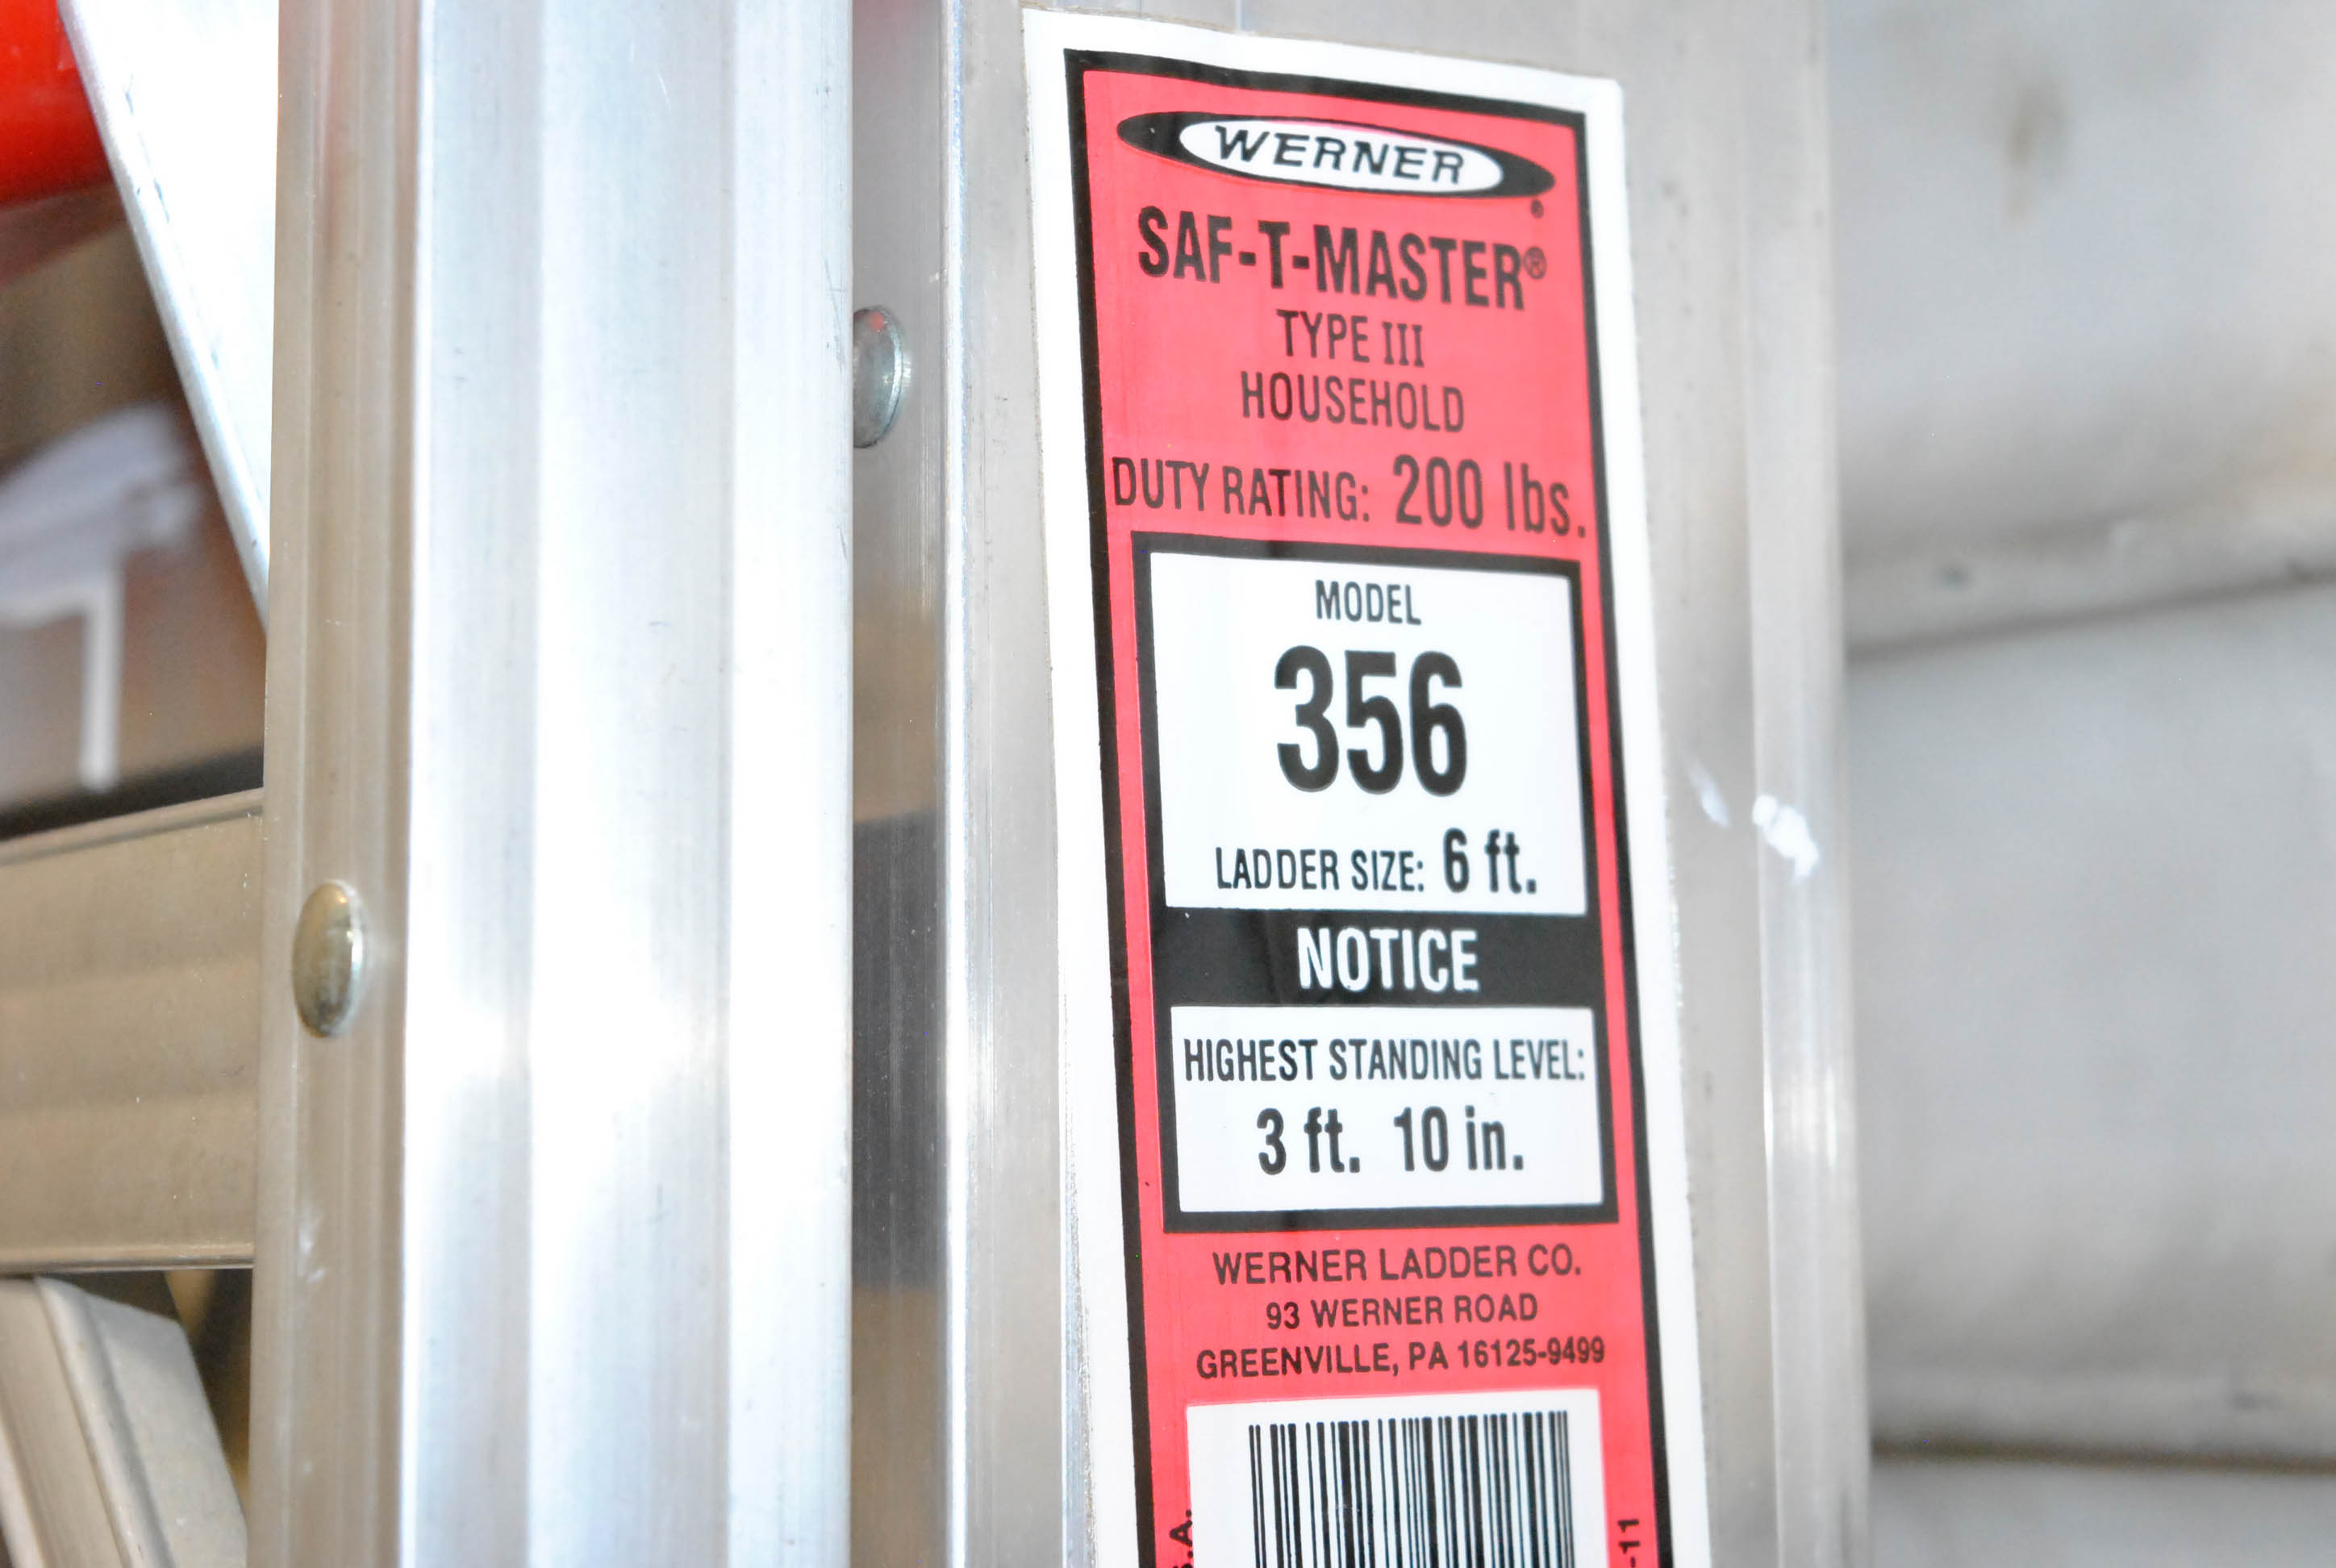 WERNER
®
SAF-T-MASTER®
TYPE III
HOUSEHOLD
DUTY RATING: 200 lbs.
MODEL
356
LADDER SIZE: 6 ft.
NOTICE
HIGHEST STANDING LEVEL:
3 ft. 10 in.
WERNER LADDER CO.
93 WERNER ROAD
GREENVILLE, PA 16125-9499
.A.
-11